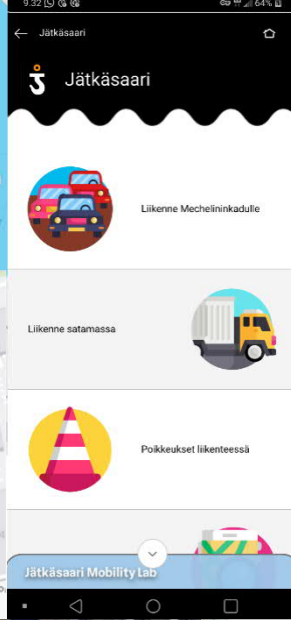 9.32
64%
Jätkäsaari
Jätkäsaari
Liikenne Mechelininkadulle
Liikenne satamassa
Poikkeukset liikenteessä
Jätkäsaari Mobility Lab